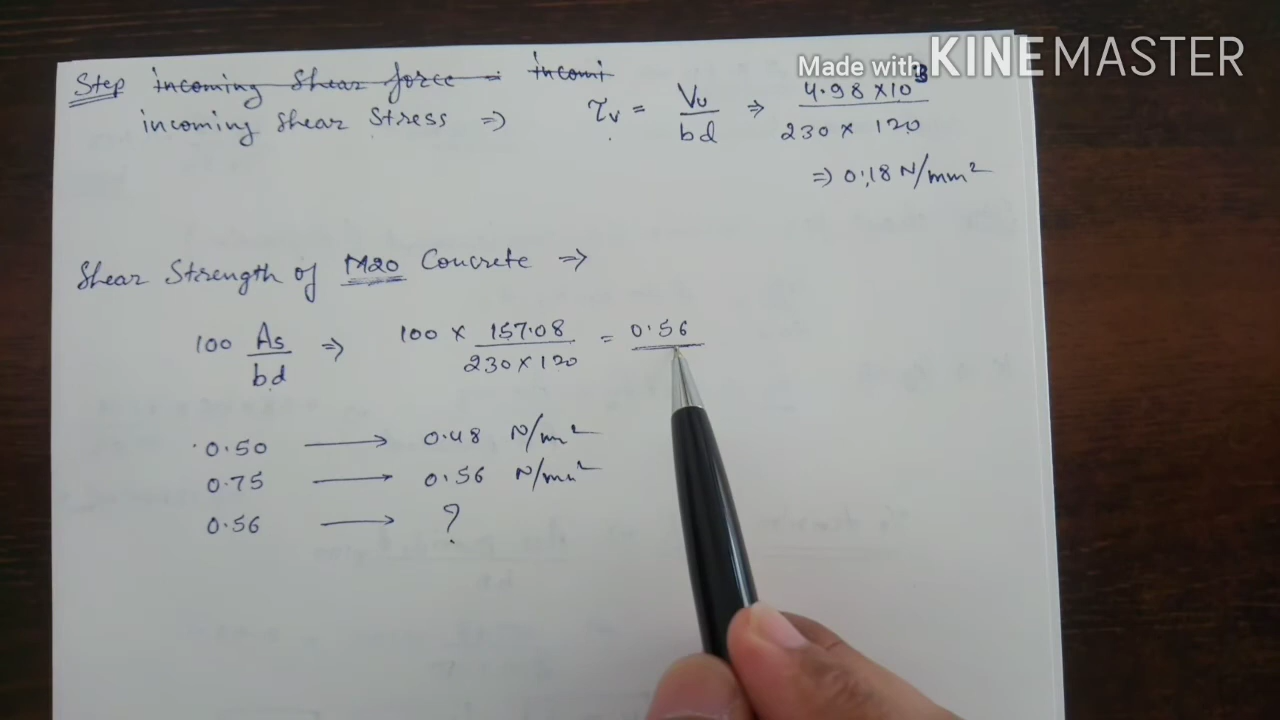 Made with KINEMASTER
Step incoming Shear force = incomi
incoming Shear Stress ⇒ τv = Vu / bd ⇒ 4.98 × 10³ / 230 × 120
⇒ 0.18 N/mm²
Shear Strength of M20 Concrete ⇒
100 As / bd ⇒ 100 × 157.08 / 230 × 120 = 0.56
0.50 → 0.48 N/mm²
0.75 → 0.56 N/mm²
0.56 → ?